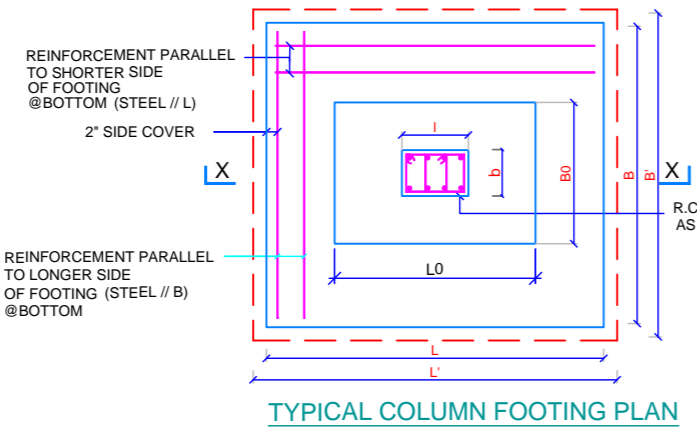 REINFORCEMENT PARALLEL
TO SHORTER SIDE
OF FOOTING
@BOTTOM (STEEL // L)
2" SIDE COVER
X
X
l
b
B0
B
B'
R.C
AS
REINFORCEMENT PARALLEL
TO LONGER SIDE
OF FOOTING (STEEL // B)
@BOTTOM
L0
L
L'
TYPICAL COLUMN FOOTING PLAN